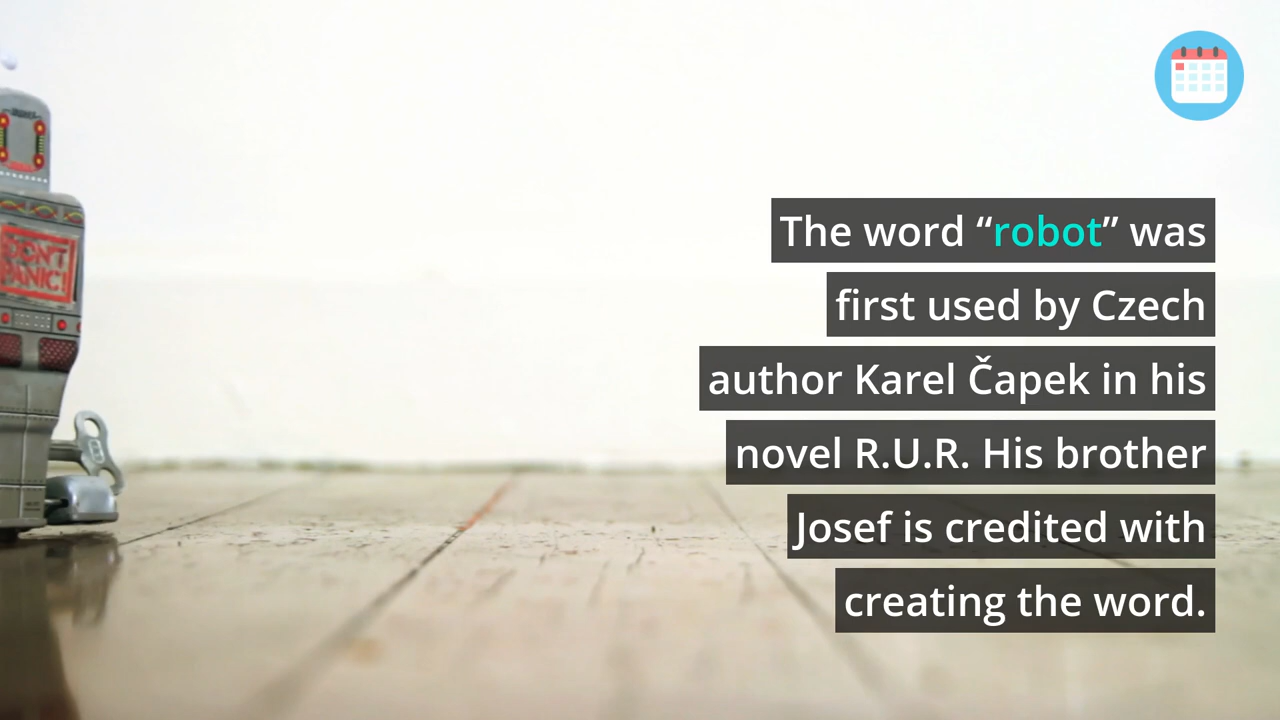 DON'T
PANIC!
The word “robot” was
first used by Czech
author Karel Čapek in his
novel R.U.R. His brother
Josef is credited with
creating the word.